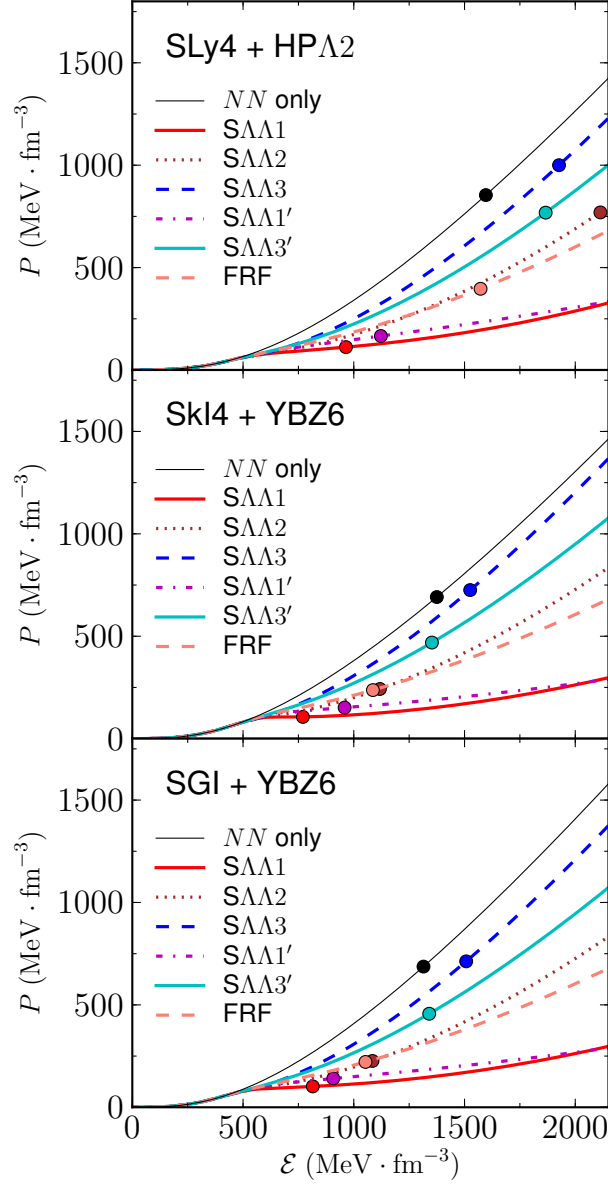 SLy4 + HPΛ2
NN only
SΛΛ1
SΛΛ2
SΛΛ3
SΛΛ1′
SΛΛ3′
FRF
P (MeV · fm⁻³)
1500
1000
500
0
SkI4 + YBZ6
NN only
SΛΛ1
SΛΛ2
SΛΛ3
SΛΛ1′
SΛΛ3′
FRF
P (MeV · fm⁻³)
1500
1000
500
0
SGI + YBZ6
NN only
SΛΛ1
SΛΛ2
SΛΛ3
SΛΛ1′
SΛΛ3′
FRF
P (MeV · fm⁻³)
1500
1000
500
0
0 500 1000 1500 2000
ℰ (MeV · fm⁻³)